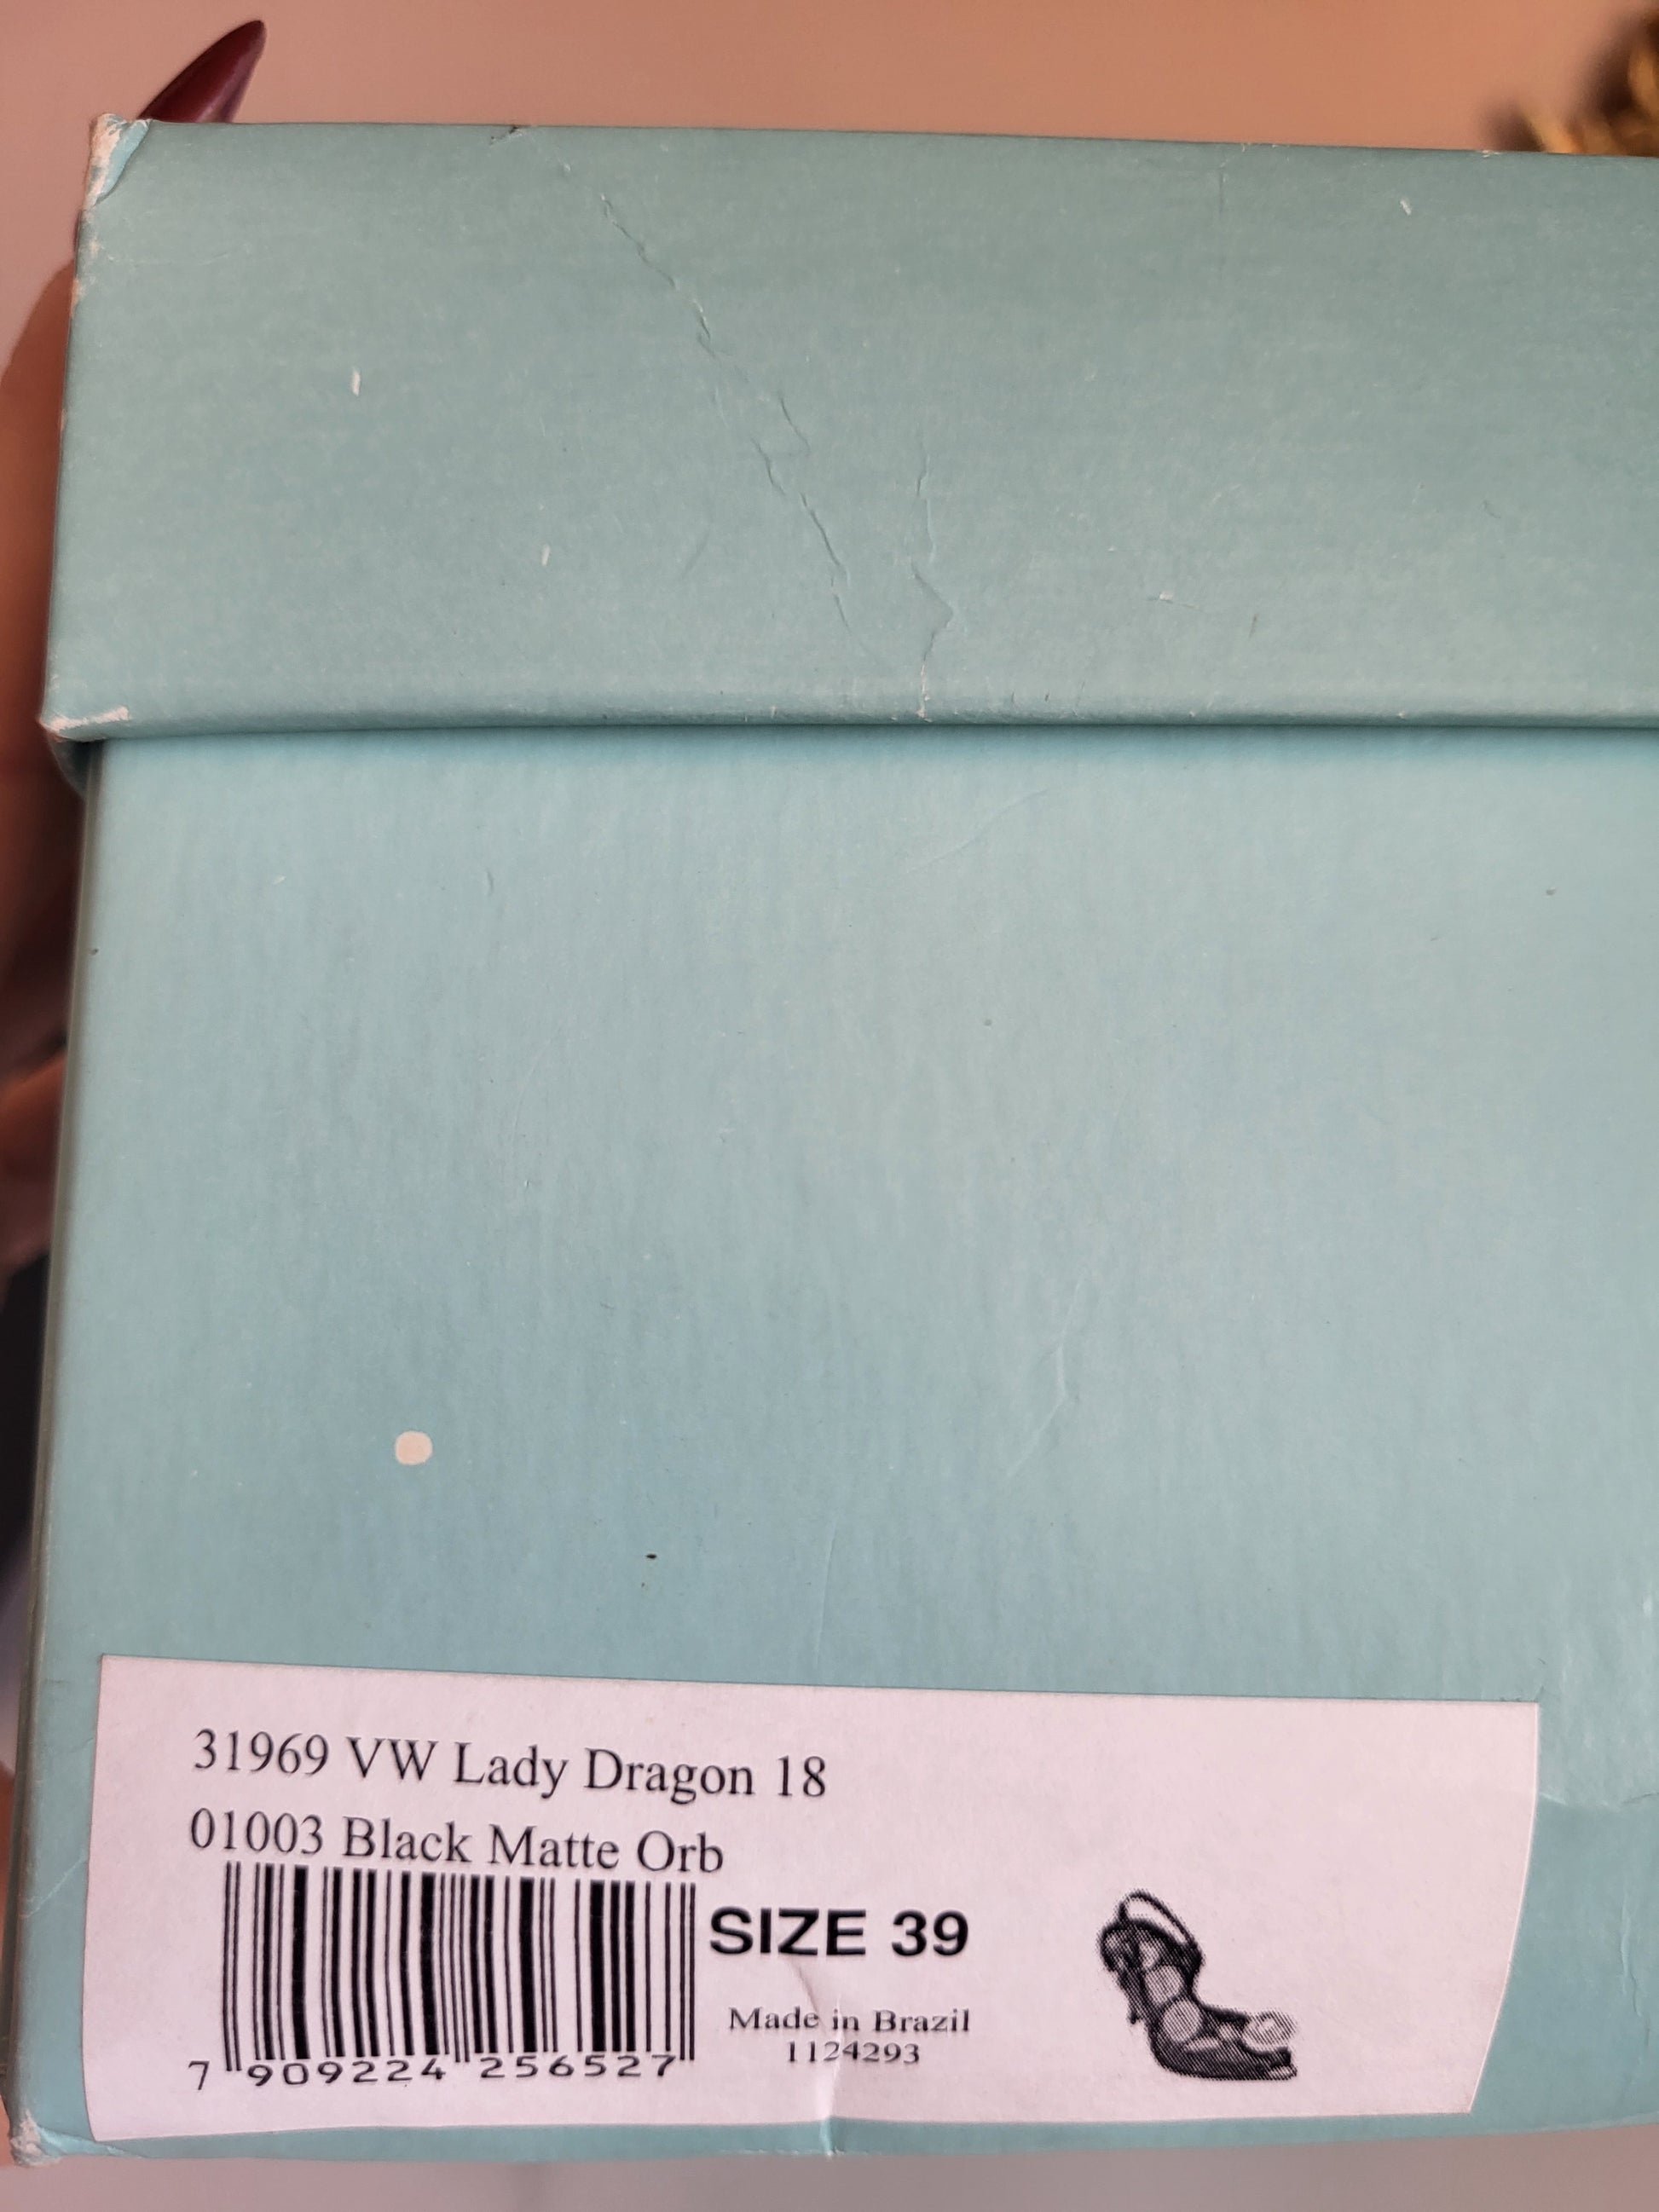 31969 VW Lady Dragon 18
01003 Black Matte Orb
SIZE 39
Made in Brazil
1124293
7 909224 256527